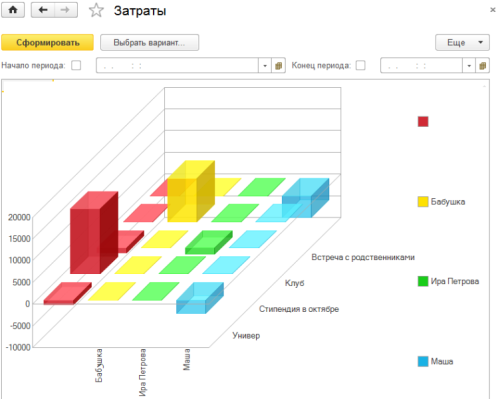 Затраты
Сформировать
Выбрать вариант...
Еще
Начало периода:
. . : :
Конец периода:
. . : :
20000
15000
10000
5000
0
-5000
-10000
Встреча с родственниками
Клуб
Стипендия в октябре
Универ
Бабушка
Ира Петрова
Маша
Бабушка
Ира Петрова
Маша